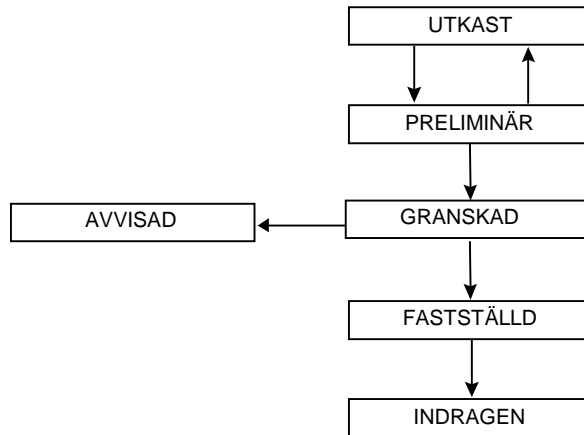 UTKAST
PRELIMINÄR
AVVISAD
GRANSKAD
FASTSTÄLLD
INDRAGEN